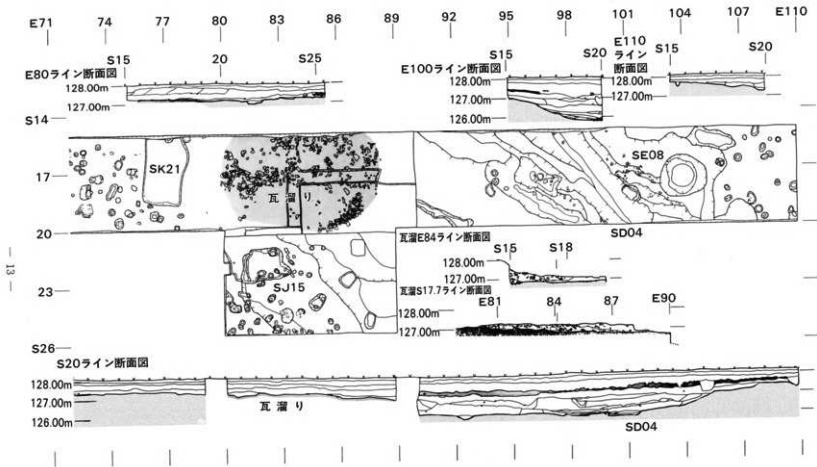 E71 74 77 80 83 86 89 92 95 98 101 104 107 E110
S15 20 S25
E80ライン断面図
128.00m
127.00m
S15 S20
E100ライン断面図
128.00m
127.00m
126.00m
E110
ライン
断面図
S15 S20
128.00m
127.00m
S14
17
20
23
S26
SK21
瓦溜り
SE08
SD04
SJ15
瓦溜E84ライン断面図
S15 S18
128.00m
127.00m
瓦溜S17.7ライン断面図
E81 84 87 E90
128.00m
127.00m
S20ライン断面図
128.00m
127.00m
126.00m
瓦溜り
SD04
— 13 —